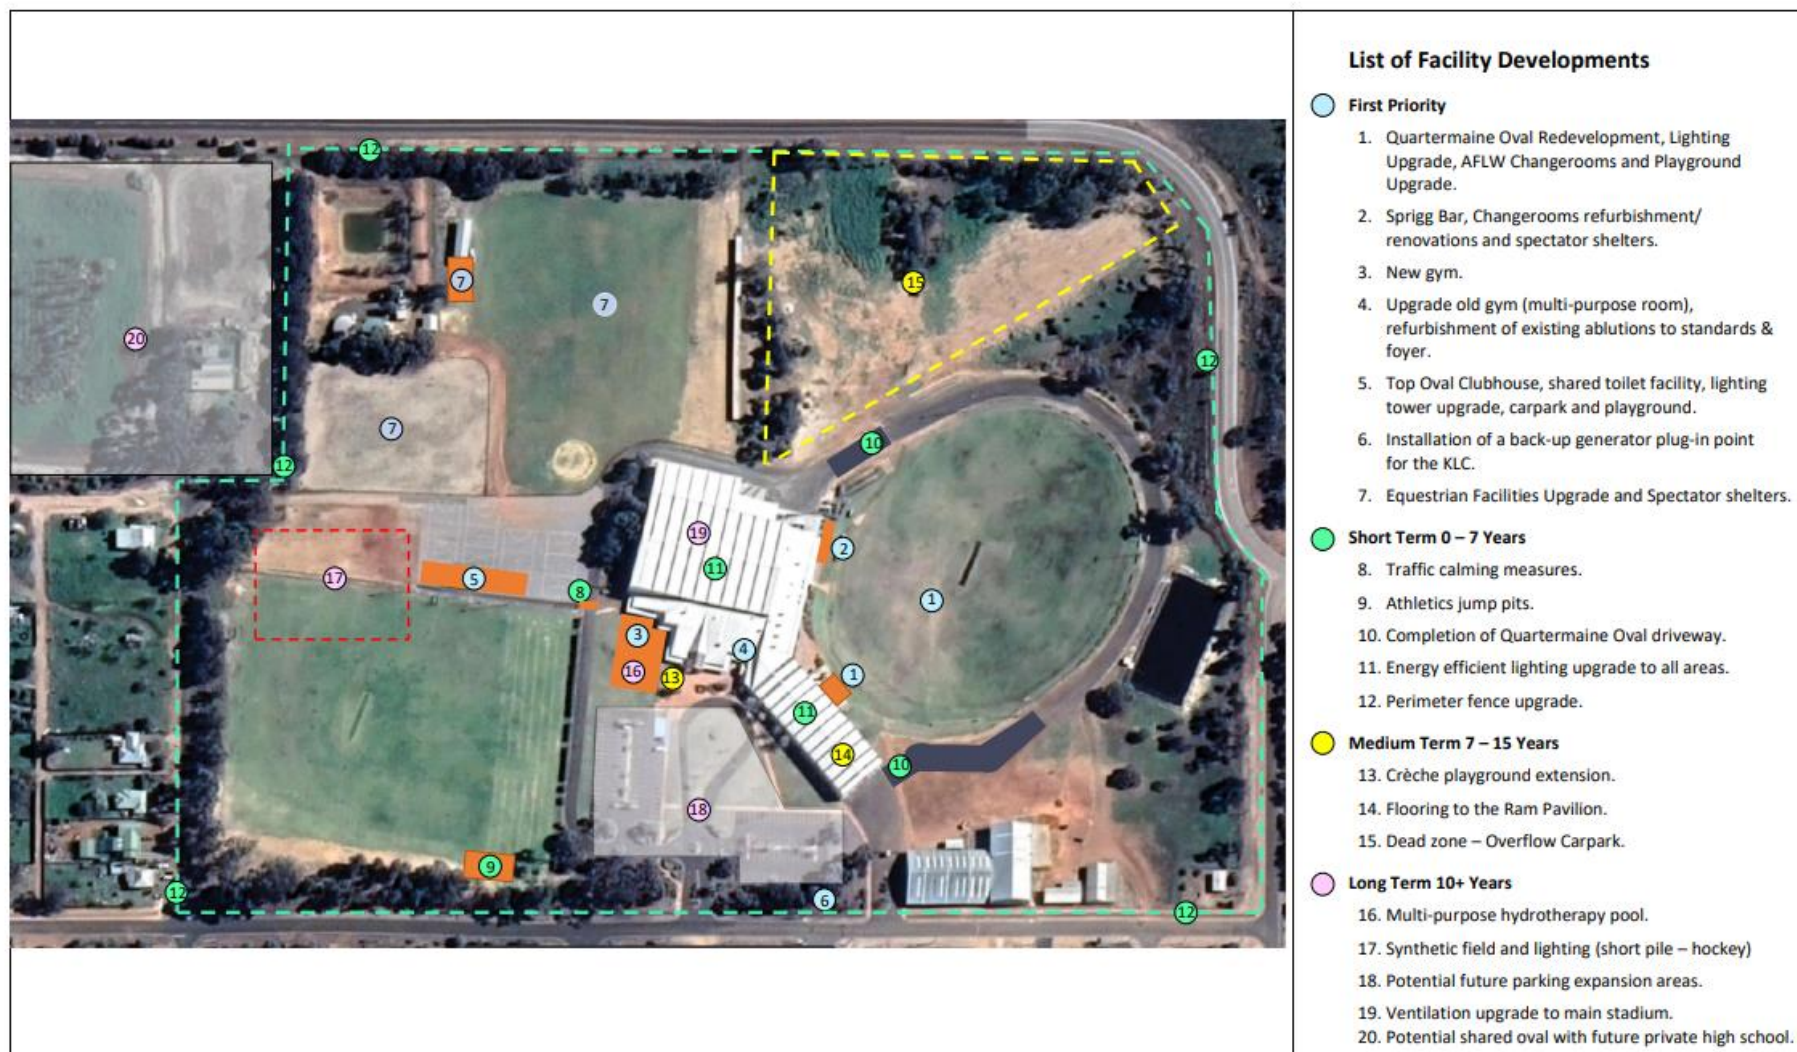 List of Facility Developments
First Priority
1. Quartermaine Oval Redevelopment, Lighting
Upgrade, AFLW Changerooms and Playground
Upgrade.
2. Sprigg Bar, Changerooms refurbishment/
renovations and spectator shelters.
3. New gym.
4. Upgrade old gym (multi-purpose room),
refurbishment of existing ablutions to standards &
foyer.
5. Top Oval Clubhouse, shared toilet facility, lighting
tower upgrade, carpark and playground.
6. Installation of a back-up generator plug-in point
for the KLC.
7. Equestrian Facilities Upgrade and Spectator shelters.
Short Term 0 – 7 Years
8. Traffic calming measures.
9. Athletics jump pits.
10. Completion of Quartermaine Oval driveway.
11. Energy efficient lighting upgrade to all areas.
12. Perimeter fence upgrade.
Medium Term 7 – 15 Years
13. Crèche playground extension.
14. Flooring to the Ram Pavilion.
15. Dead zone – Overflow Carpark.
Long Term 10+ Years
16. Multi-purpose hydrotherapy pool.
17. Synthetic field and lighting (short pile – hockey)
18. Potential future parking expansion areas.
19. Ventilation upgrade to main stadium.
20. Potential shared oval with future private high school.
12
7
7
15
20
12
7
10
12
19
2
11
17
5
8
1
3
4
16
13
1
11
14
10
18
9
12
6
12